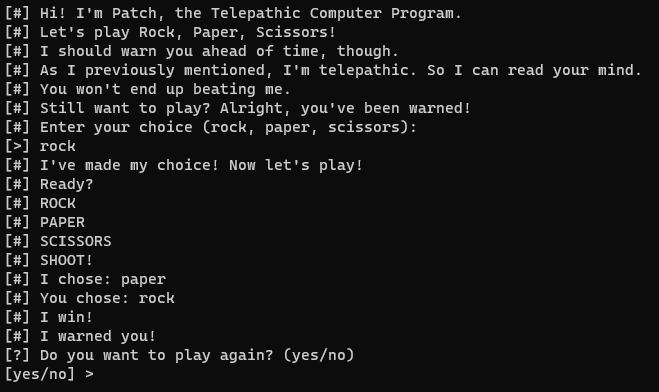 [#] Hi! I'm Patch, the Telepathic Computer Program.
[#] Let's play Rock, Paper, Scissors!
[#] I should warn you ahead of time, though.
[#] As I previously mentioned, I'm telepathic. So I can read your mind.
[#] You won't end up beating me.
[#] Still want to play? Alright, you've been warned!
[#] Enter your choice (rock, paper, scissors):
[>] rock
[#] I've made my choice! Now let's play!
[#] Ready?
[#] ROCK
[#] PAPER
[#] SCISSORS
[#] SHOOT!
[#] I chose: paper
[#] You chose: rock
[#] I win!
[#] I warned you!
[?] Do you want to play again? (yes/no)
[yes/no] >